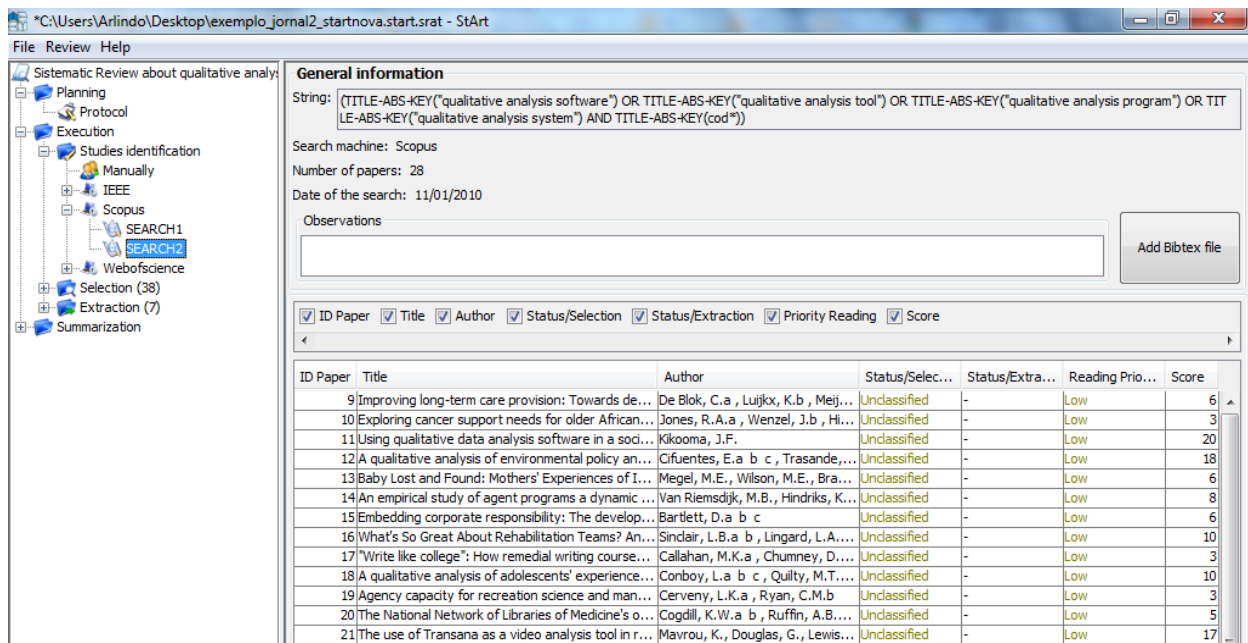 *C:\Users\Arlindo\Desktop\exemplo_jornal2_startnova.start.srat - StArt
File Review Help
Sistematic Review about qualitative analy
Planning
Protocol
Execution
Studies identification
Manually
IEEE
Scopus
SEARCH1
SEARCH2
Webofscience
Selection (38)
Extraction (7)
Summarization
General information
String: (TITLE-ABS-KEY("qualitative analysis software") OR TITLE-ABS-KEY("qualitative analysis tool") OR TITLE-ABS-KEY("qualitative analysis program") OR TIT
LE-ABS-KEY("qualitative analysis system") AND TITLE-ABS-KEY(cod*))
Search machine: Scopus
Number of papers: 28
Date of the search: 11/01/2010
Observations
Add Bibtex file
ID Paper Title Author Status/Selection Status/Extraction Priority Reading Score
ID Paper Title Author Status/Selec... Status/Extra... Reading Prio... Score
9 Improving long-term care provision: Towards de... De Blok, C.a , Luijkx, K.b , Meij... Unclassified - Low 6
10 Exploring cancer support needs for older African... Jones, R.A.a , Wenzel, J.b , Hi... Unclassified - Low 3
11 Using qualitative data analysis software in a soci... Kikooma, J.F. Unclassified - Low 20
12 A qualitative analysis of environmental policy an... Cifuentes, E.a b c , Trasande,... Unclassified - Low 18
13 Baby Lost and Found: Mothers' Experiences of I... Megel, M.E., Wilson, M.E., Bra... Unclassified - Low 6
14 An empirical study of agent programs a dynamic ... Van Riemsdijk, M.B., Hindriks, K... Unclassified - Low 8
15 Embedding corporate responsibility: The develop... Bartlett, D.a b c Unclassified - Low 6
16 What's So Great About Rehabilitation Teams? An... Sinclair, L.B.a b , Lingard, L.A.... Unclassified - Low 10
17 "Write like college": How remedial writing course... Callahan, M.K.a , Chumney, D.... Unclassified - Low 3
18 A qualitative analysis of adolescents' experience... Conboy, L.a b c , Quilty, M.T.... Unclassified - Low 10
19 Agency capacity for recreation science and man... Cerveny, L.K.a , Ryan, C.M.b Unclassified - Low 3
20 The National Network of Libraries of Medicine's o... Cogdill, K.W.a b , Ruffin, A.B.... Unclassified - Low 5
21 The use of Transana as a video analysis tool in r... Mavrou, K., Douglas, G., Lewis... Unclassified - Low 17